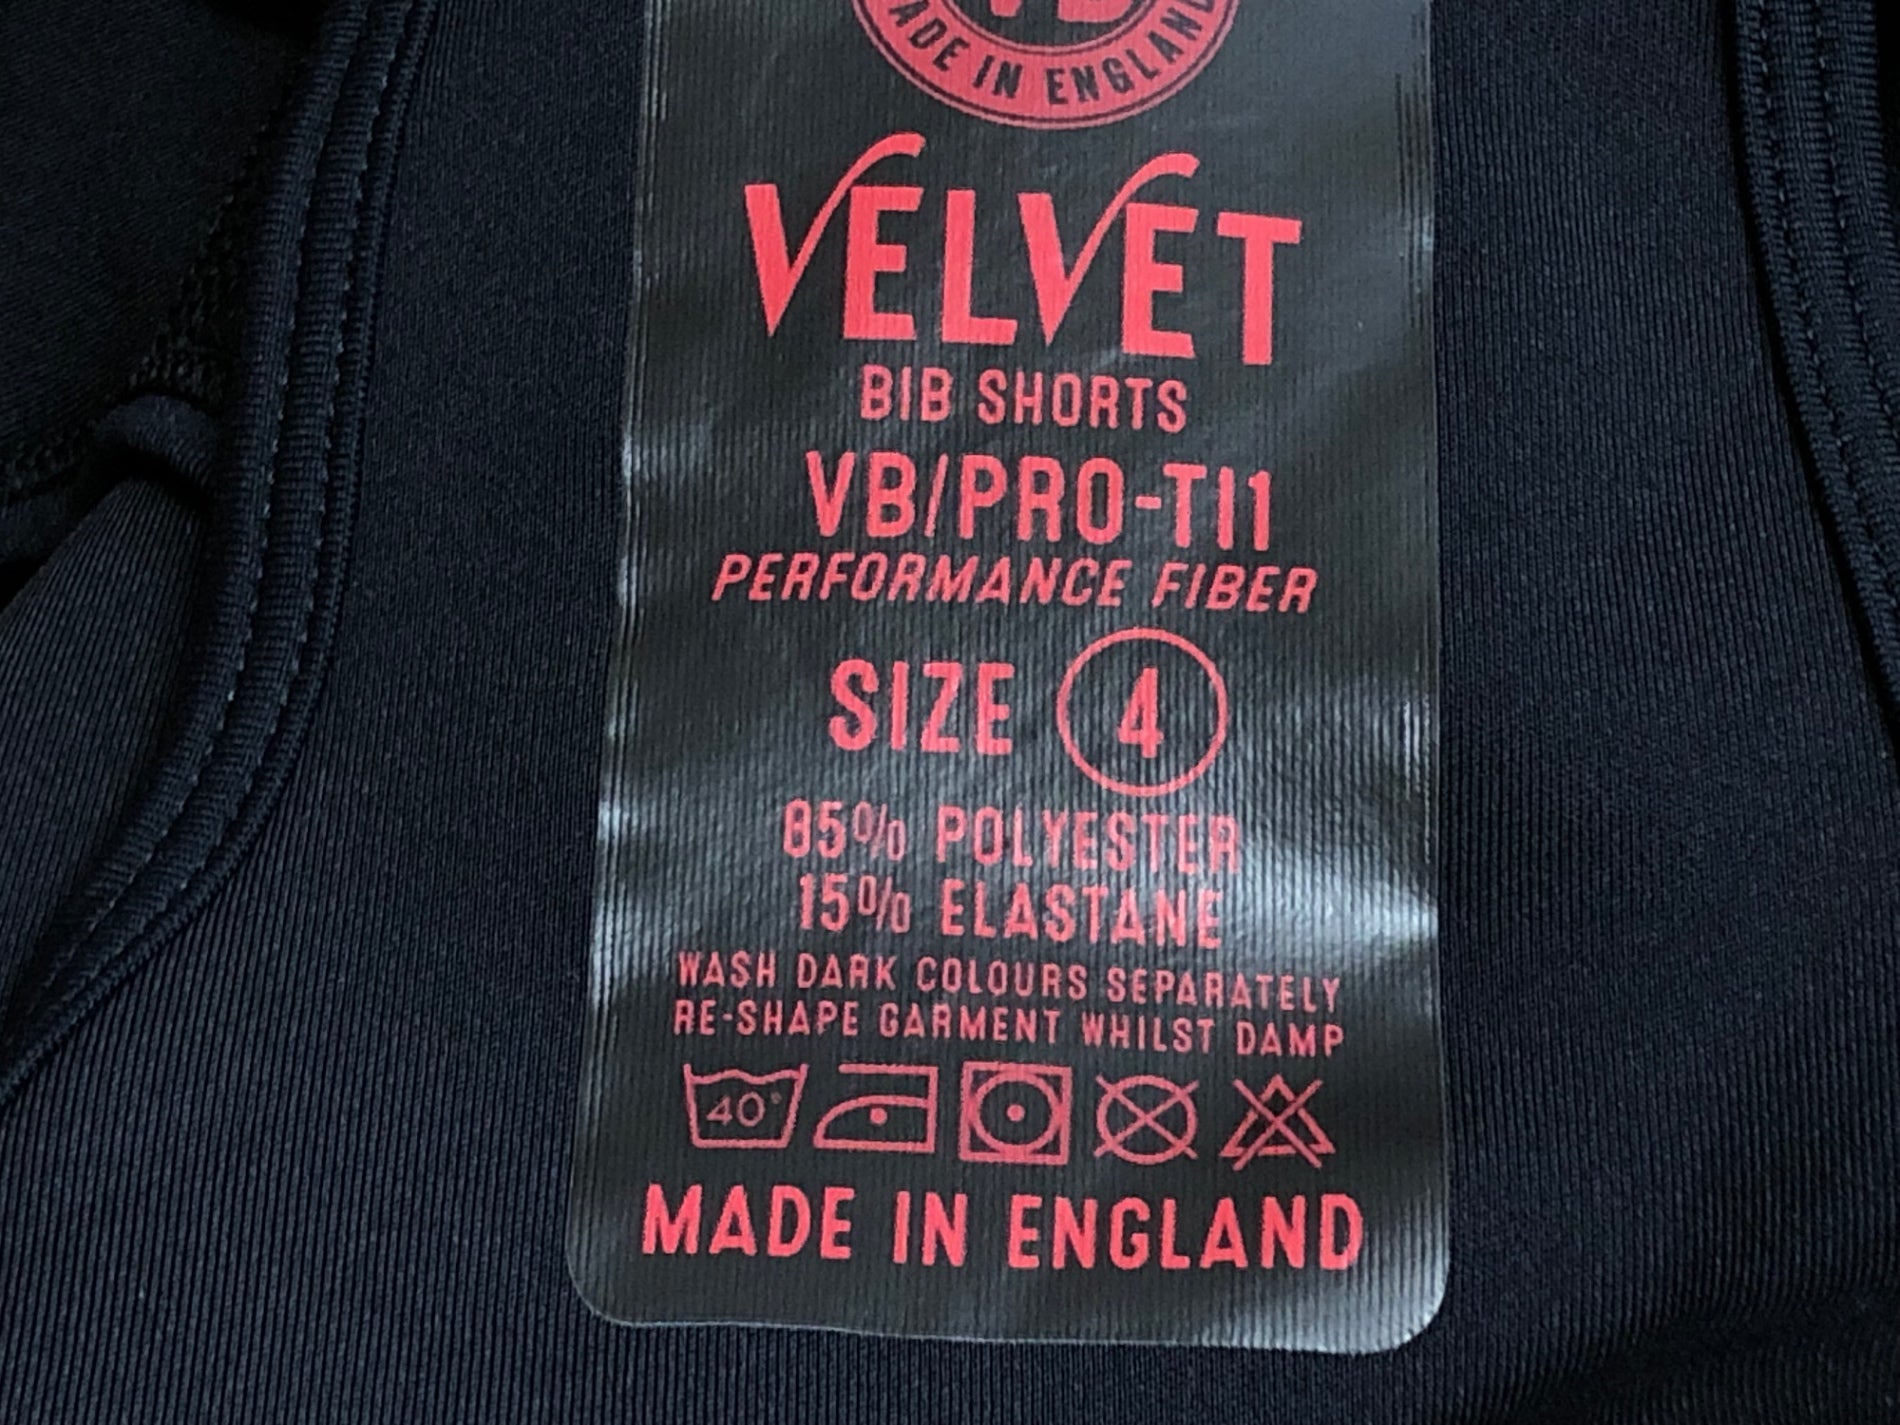 MADE IN ENGLAND
VELVET
BIB SHORTS
VB/PRO-TI1
PERFORMANCE FIBER
SIZE 4
85% POLYESTER
15% ELASTANE
WASH DARK COLOURS SEPARATELY
RE-SHAPE GARMENT WHILST DAMP
40°
MADE IN ENGLAND